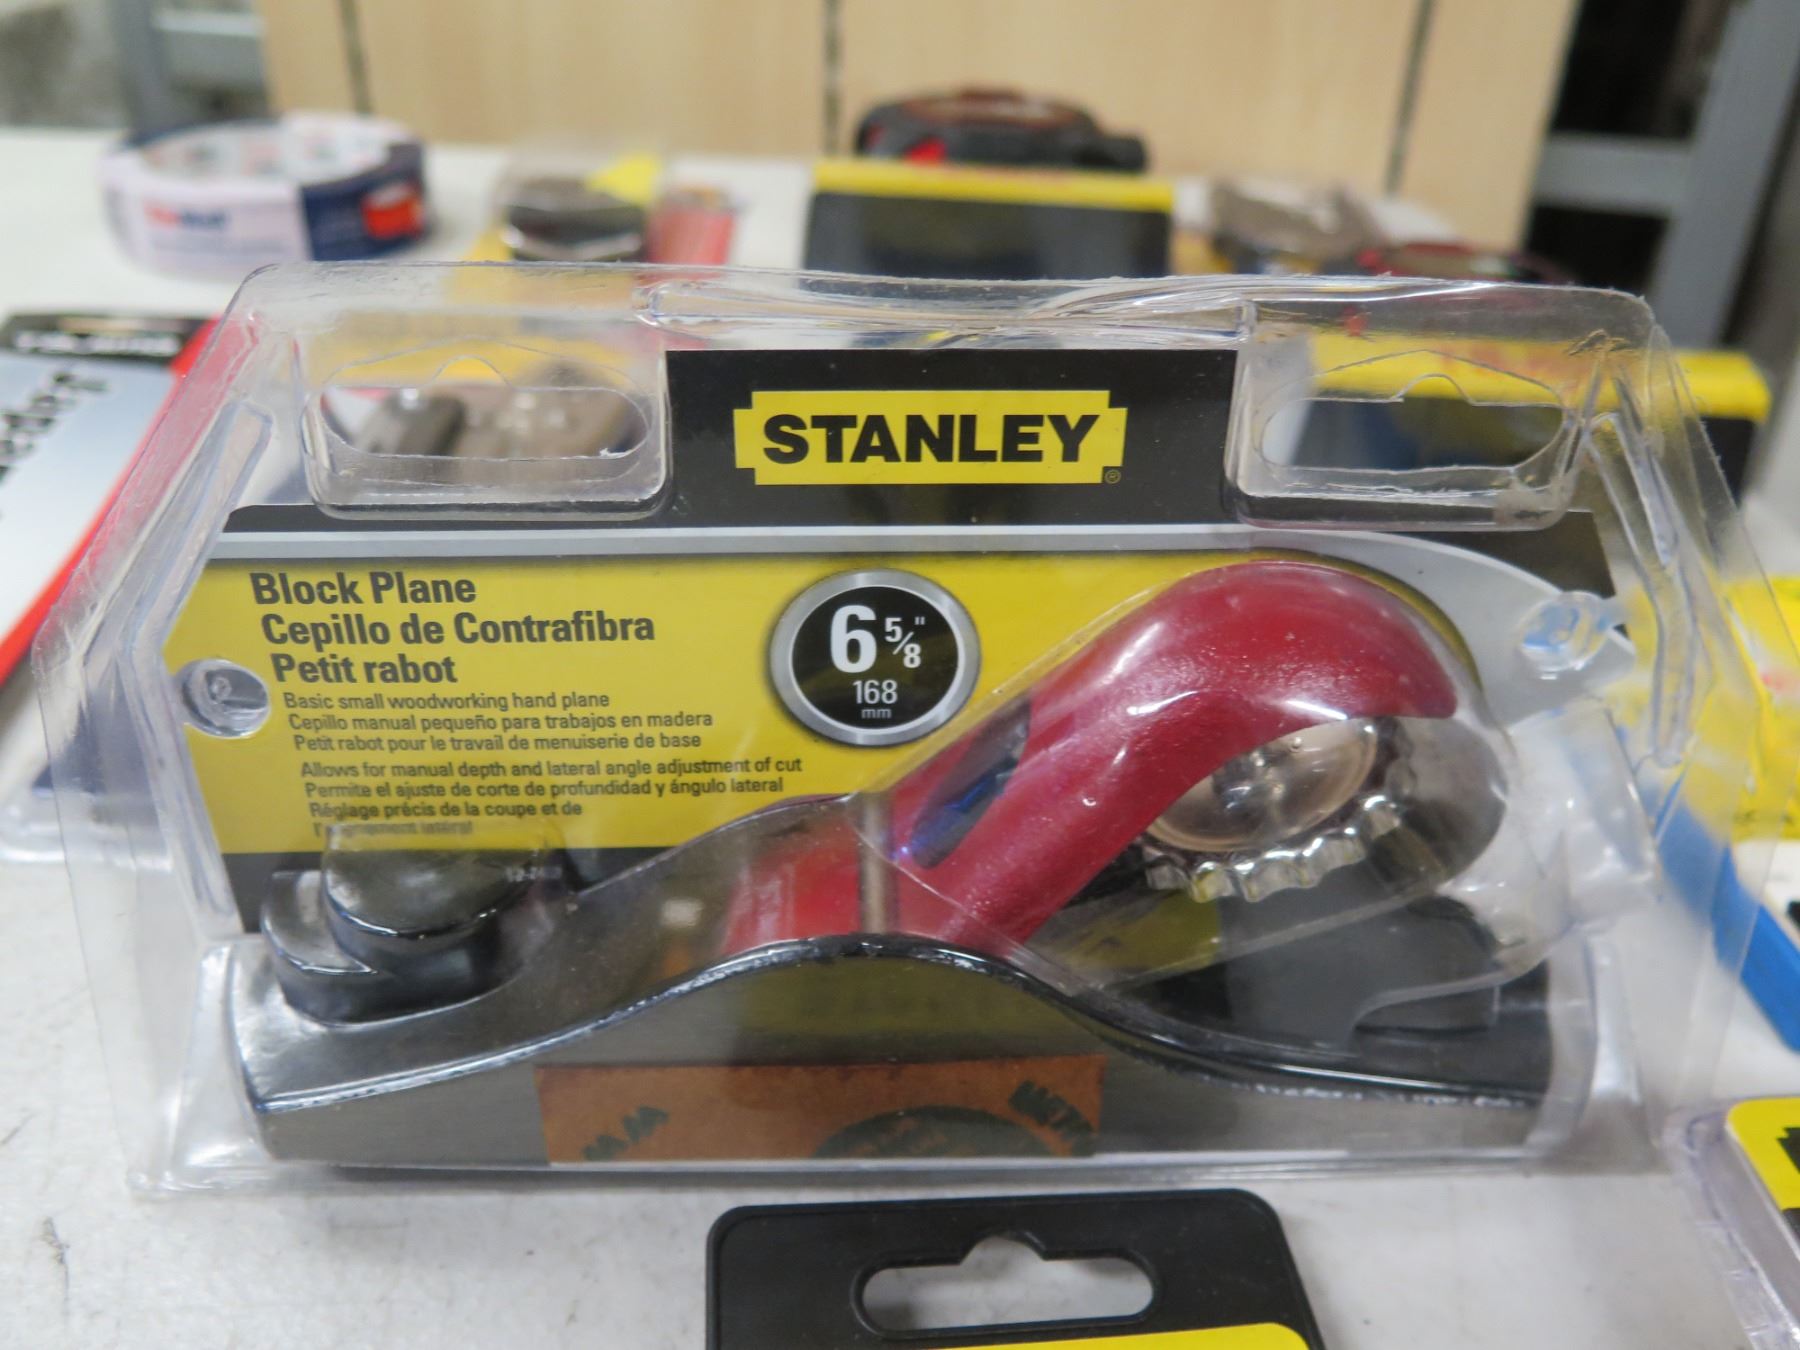 STANLEY
®
Block Plane
Cepillo de Contrafibra
Petit rabot
6 5/8"
168
mm
Basic small woodworking hand plane
Cepillo manual pequeño para trabajos en madera
Petit rabot pour le travail de menuiserie de base
Allows for manual depth and lateral angle adjustment of cut
Permite el ajuste de corte de profundidad y ángulo lateral
Réglage précis de la coupe et de
l'alignement latéral